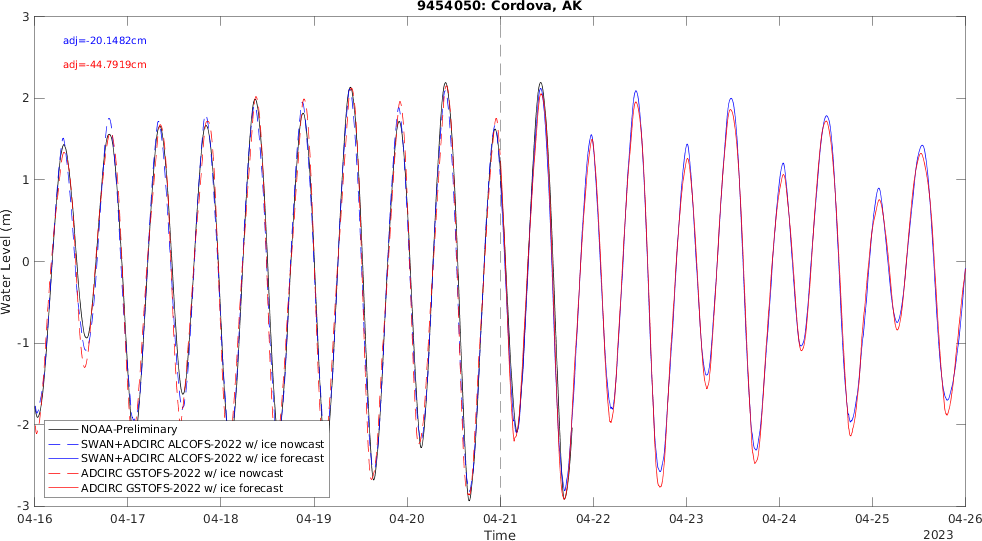 9454050: Cordova, AK
adj=-20.1482cm
adj=-44.7919cm
3
2
1
0
-1
-2
-3
Water Level (m)
NOAA-Preliminary
SWAN+ADCIRC ALCOFS-2022 w/ ice nowcast
SWAN+ADCIRC ALCOFS-2022 w/ ice forecast
ADCIRC GSTOFS-2022 w/ ice nowcast
ADCIRC GSTOFS-2022 w/ ice forecast
04-16 04-17 04-18 04-19 04-20 04-21 04-22 04-23 04-24 04-25 04-26
Time
2023